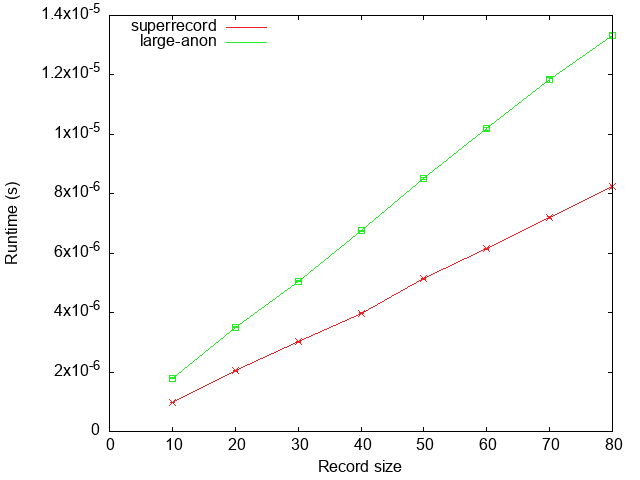 1.4x10-5
superrecord
large-anon
1.2x10-5
1x10-5
8x10-6
Runtime (s)
6x10-6
4x10-6
2x10-6
0
0 10 20 30 40 50 60 70 80
Record size